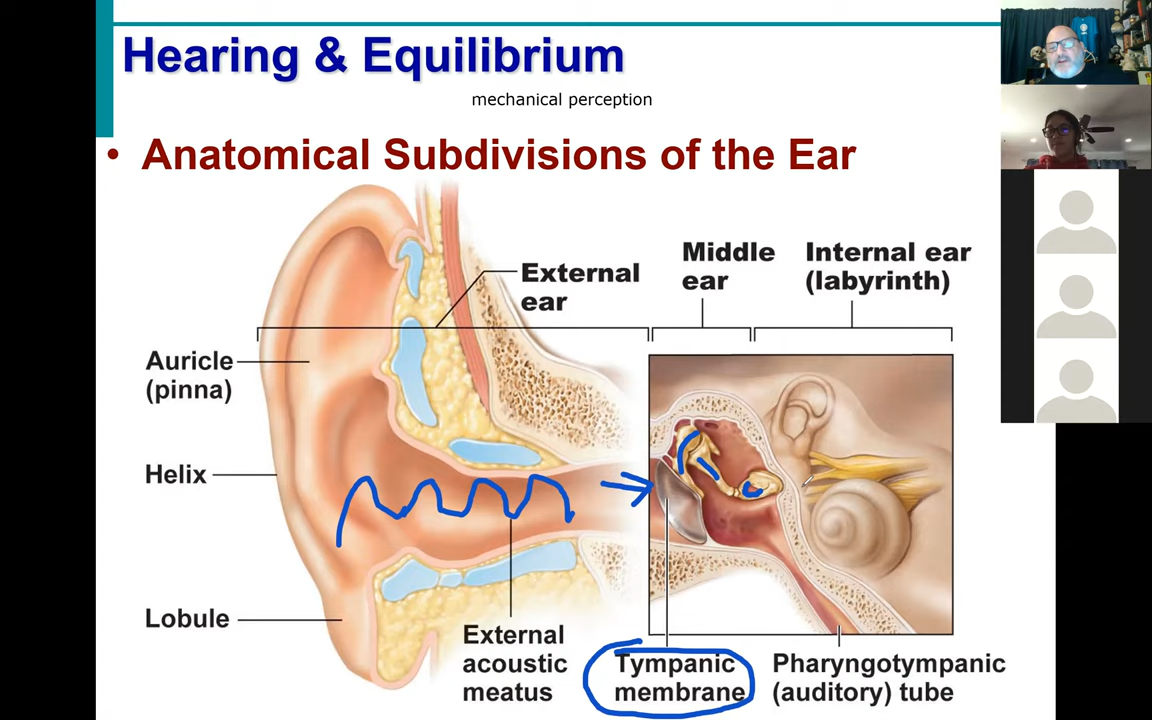 Hearing & Equilibrium
mechanical perception
• Anatomical Subdivisions of the Ear
External
ear
Middle
ear
Internal ear
(labyrinth)
Auricle
(pinna)
Helix
Lobule
External
acoustic
meatus
Tympanic
membrane
Pharyngotympanic
(auditory) tube